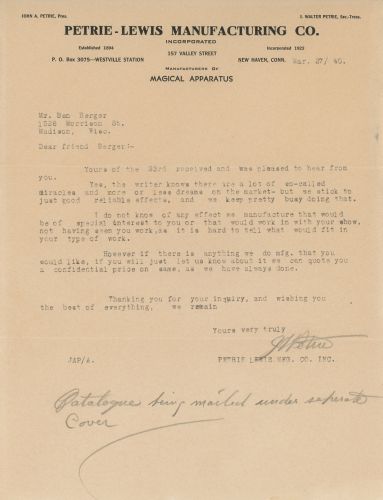 JOHN A. PETRIE, Pres.
J. WALTER PETRIE, Sec.-Treas.
PETRIE-LEWIS MANUFACTURING CO.
INCORPORATED
Established 1894
Incorporated 1922
157 VALLEY STREET
P. O. Box 3075—WESTVILLE STATION
NEW HAVEN, CONN.
Mar. 27/ 45.
MANUFACTURERS OF
MAGICAL APPARATUS
Mr. Ben Berger
Morrison St.
Madison, Wisc.
Dear friend Berger:-
Yours of the 23rd received and was pleased to hear from
you.
Yes, the writer knows there are a lot of so-called
miracles and more or less dreams on the market- but we stick to
just good reliable effects, and we keep pretty busy doing that.
I do not know of any effect we manufacture that would
be of special interest to you or that would work in with your show,
not having seen you work,so it is hard to tell what would fit in
your type of work.
However if there is anything we do mfg. that you
would like, if you will just let us know about it we can quote you
a confidential price on same, as we have always done.
Thanking you for your inquiry, and wishing you
the best of everything, we remain
Yours very truly
JAPetrie
JAP/A.
PETRIE LEWIS MFG. CO. INC.
Catalogue being mailed under seperate
Cover